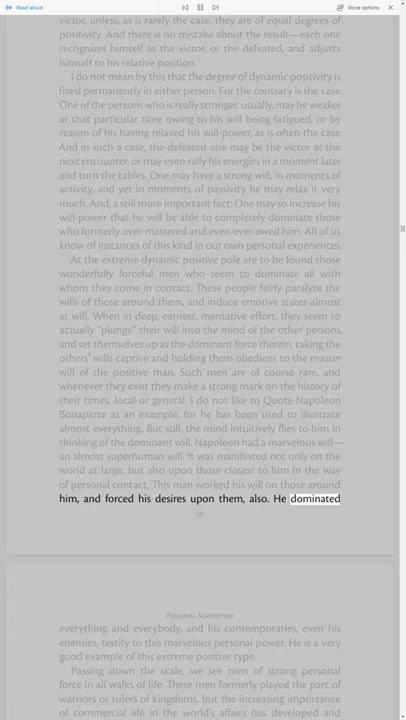 Read aloud
Voice options
victor, unless, as is rarely the case, they are of equal degrees of
positivity. And there is no mistake about the result—each one
recognizes himself as the victor, or the defeated, and adjusts
himself to his relative position.
I do not mean by this that the degree of dynamic positivity is
fixed permanently in either person. For the contrary is the case.
One of the persons who is really stronger, usually, may be weaker
at that particular time owing to his will being fatigued, or by
reason of his having relaxed his will-power, as is often the case.
And in such a case, the defeated one may be the victor at the
next encounter, or may even rally his energies in a moment later
and turn the tables. One may have a strong will, in moments of
activity, and yet in moments of passivity he may relax it very
much. And, a still more important fact: One may so increase his
will-power that he will be able to completely dominate those
who formerly over-mastered and even over-awed him. All of us
know of instances of this kind in our own personal experiences.
At the extreme dynamic positive pole are to be found those
wonderfully forceful men who seem to dominate all with
whom they come in contact. These people fairly paralyze the
wills of those around them, and induce emotive states almost
at will. When in deep, earnest, mentative effort, they seem to
actually “plunge” their will into the mind of the other persons,
and set themselves up as the dominant force therein, taking the
others’ wills captive and holding them obedient to the master
will of the positive man. Such men are of course rare, and
whenever they exist they make a strong mark on the history of
their times, local or general. I do not like to Quote Napoleon
Bonaparte as an example, for he has been used to illustrate
almost everything. But still, the mind intuitively flies to him in
thinking of the dominant will. Napoleon had a marvelous will—
an almost superhuman will. It was manifested not only on the
world at large, but also upon those closest to him in the way
of personal contact. This man worked his will on those around
him, and forced his desires upon them, also. He dominated
Personal Magnetism
everything and everybody, and his contemporaries, even his
enemies, testify to this marvelous personal power. He is a very
good example of this extreme positive type.
Passing down the scale, we see men of strong personal
force in all walks of life. These men formerly played the part of
warriors or rulers of kingdoms, but the increasing importance
of commercial life in the world’s affairs has developed and